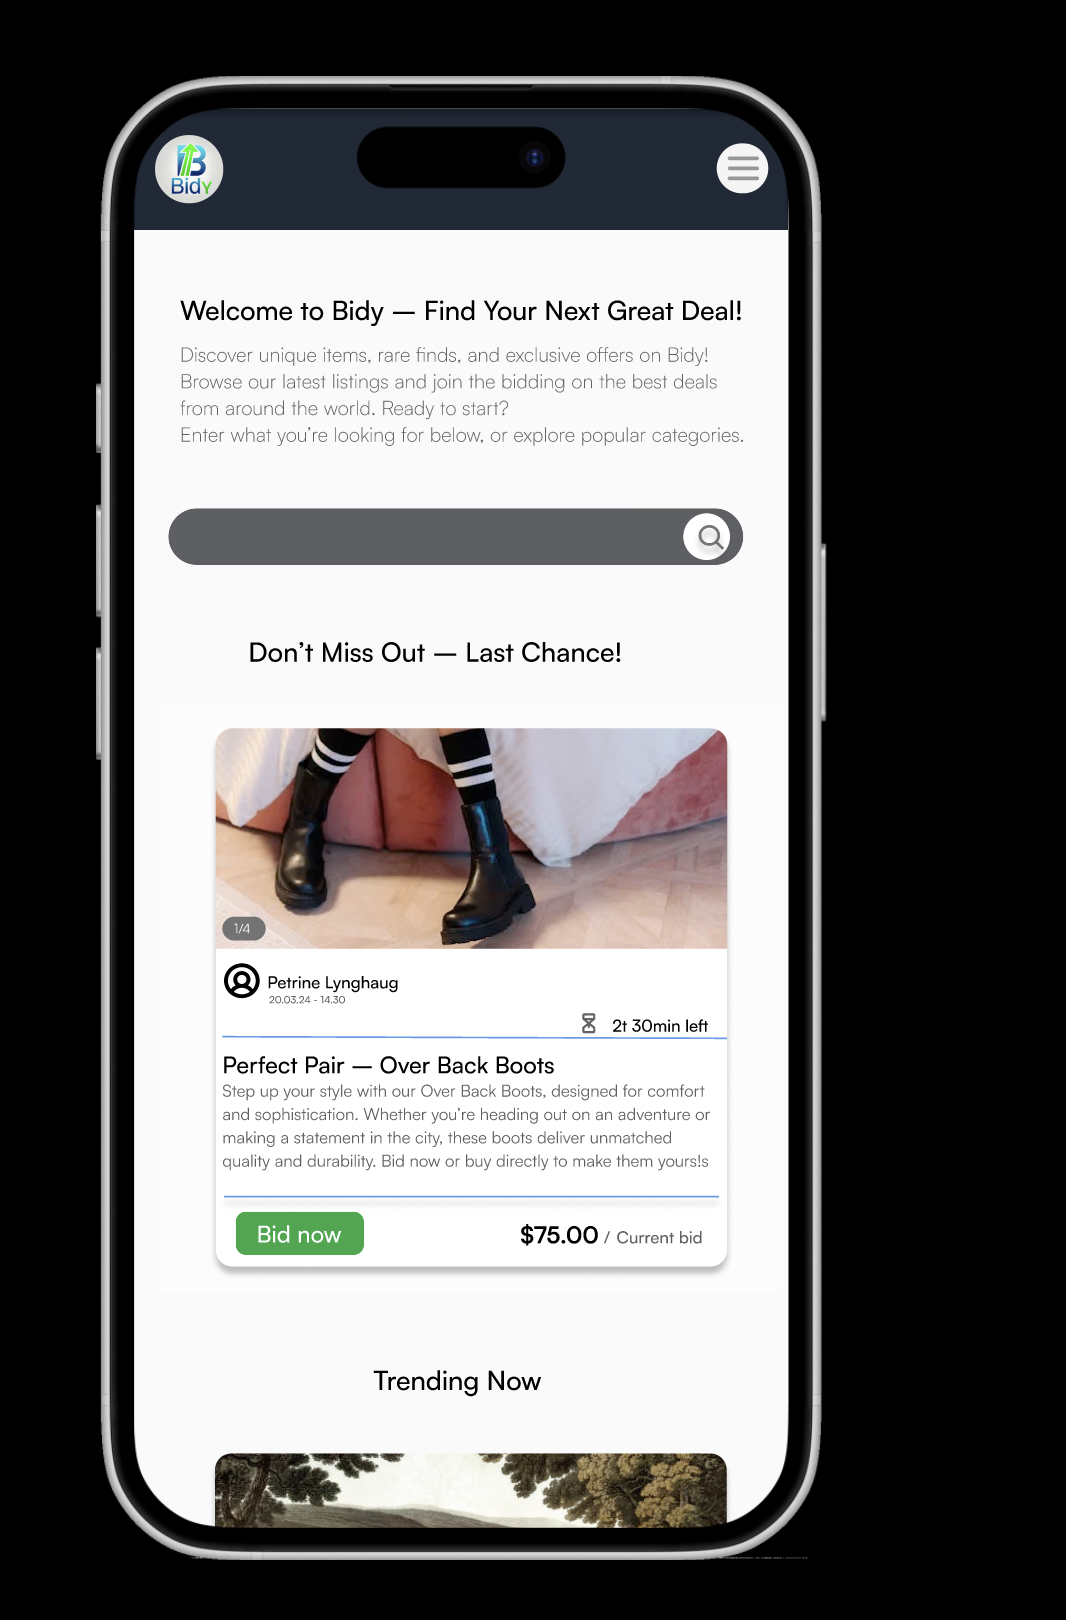 Bidy
Welcome to Bidy — Find Your Next Great Deal!
Discover unique items, rare finds, and exclusive offers on Bidy!
Browse our latest listings and join the bidding on the best deals
from around the world. Ready to start?
Enter what you're looking for below, or explore popular categories.
Don't Miss Out — Last Chance!
1/4
Petrine Lynghaug
20.03.24 - 14.30
2t 30min left
Perfect Pair — Over Back Boots
Step up your style with our Over Back Boots, designed for comfort
and sophistication. Whether you're heading out on an adventure or
making a statement in the city, these boots deliver unmatched
quality and durability. Bid now or buy directly to make them yours!s
Bid now
$75.00 / Current bid
Trending Now